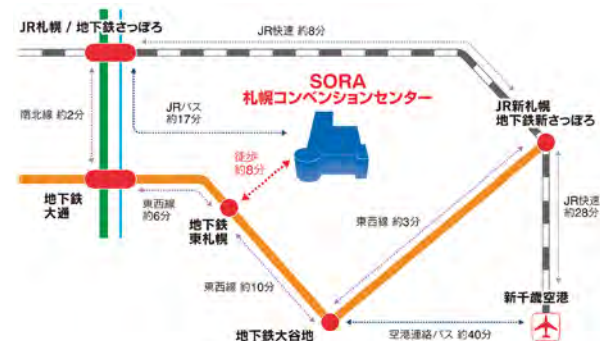 JR札幌 / 地下鉄さっぽろ
JR快速 約8分
SORA
札幌コンベンションセンター
JR新札幌
地下鉄新さっぽろ
南北線 約2分
JRバス
約17分
徒歩
約8分
地下鉄
大通
東西線
約6分
地下鉄
東札幌
東西線 約3分
JR快速
約28分
東西線 約10分
新千歳空港
地下鉄大谷地
空港連絡バス 約40分